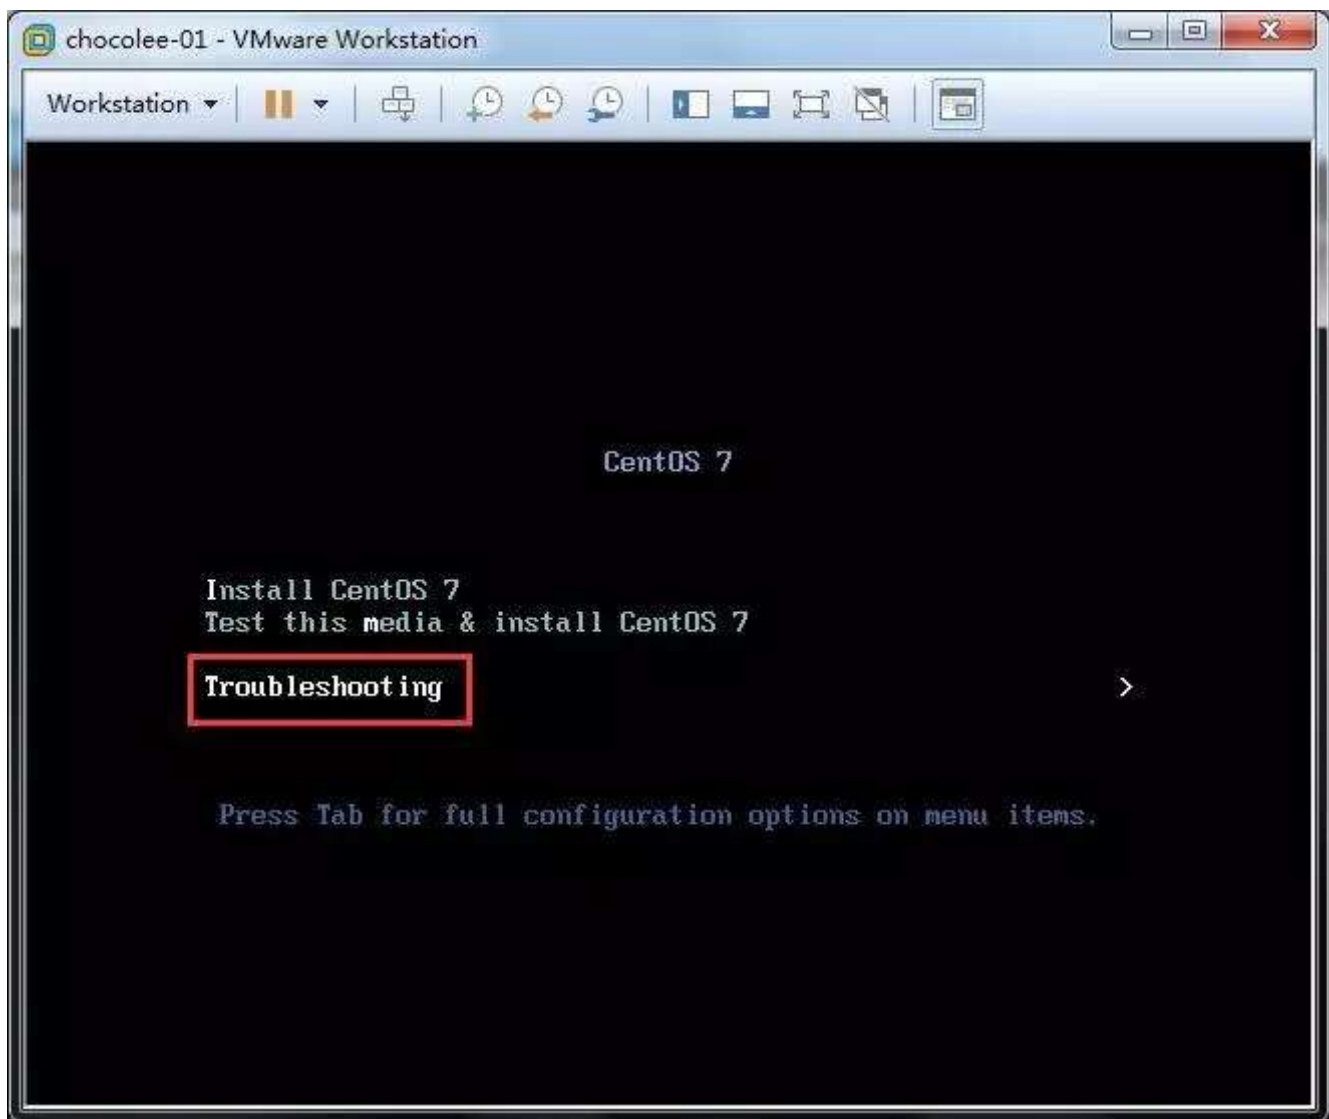 chocolee-01 - VMware Workstation
Workstation
CentOS 7
Install CentOS 7
Test this media & install CentOS 7
Troubleshooting >
Press Tab for full configuration options on menu items.